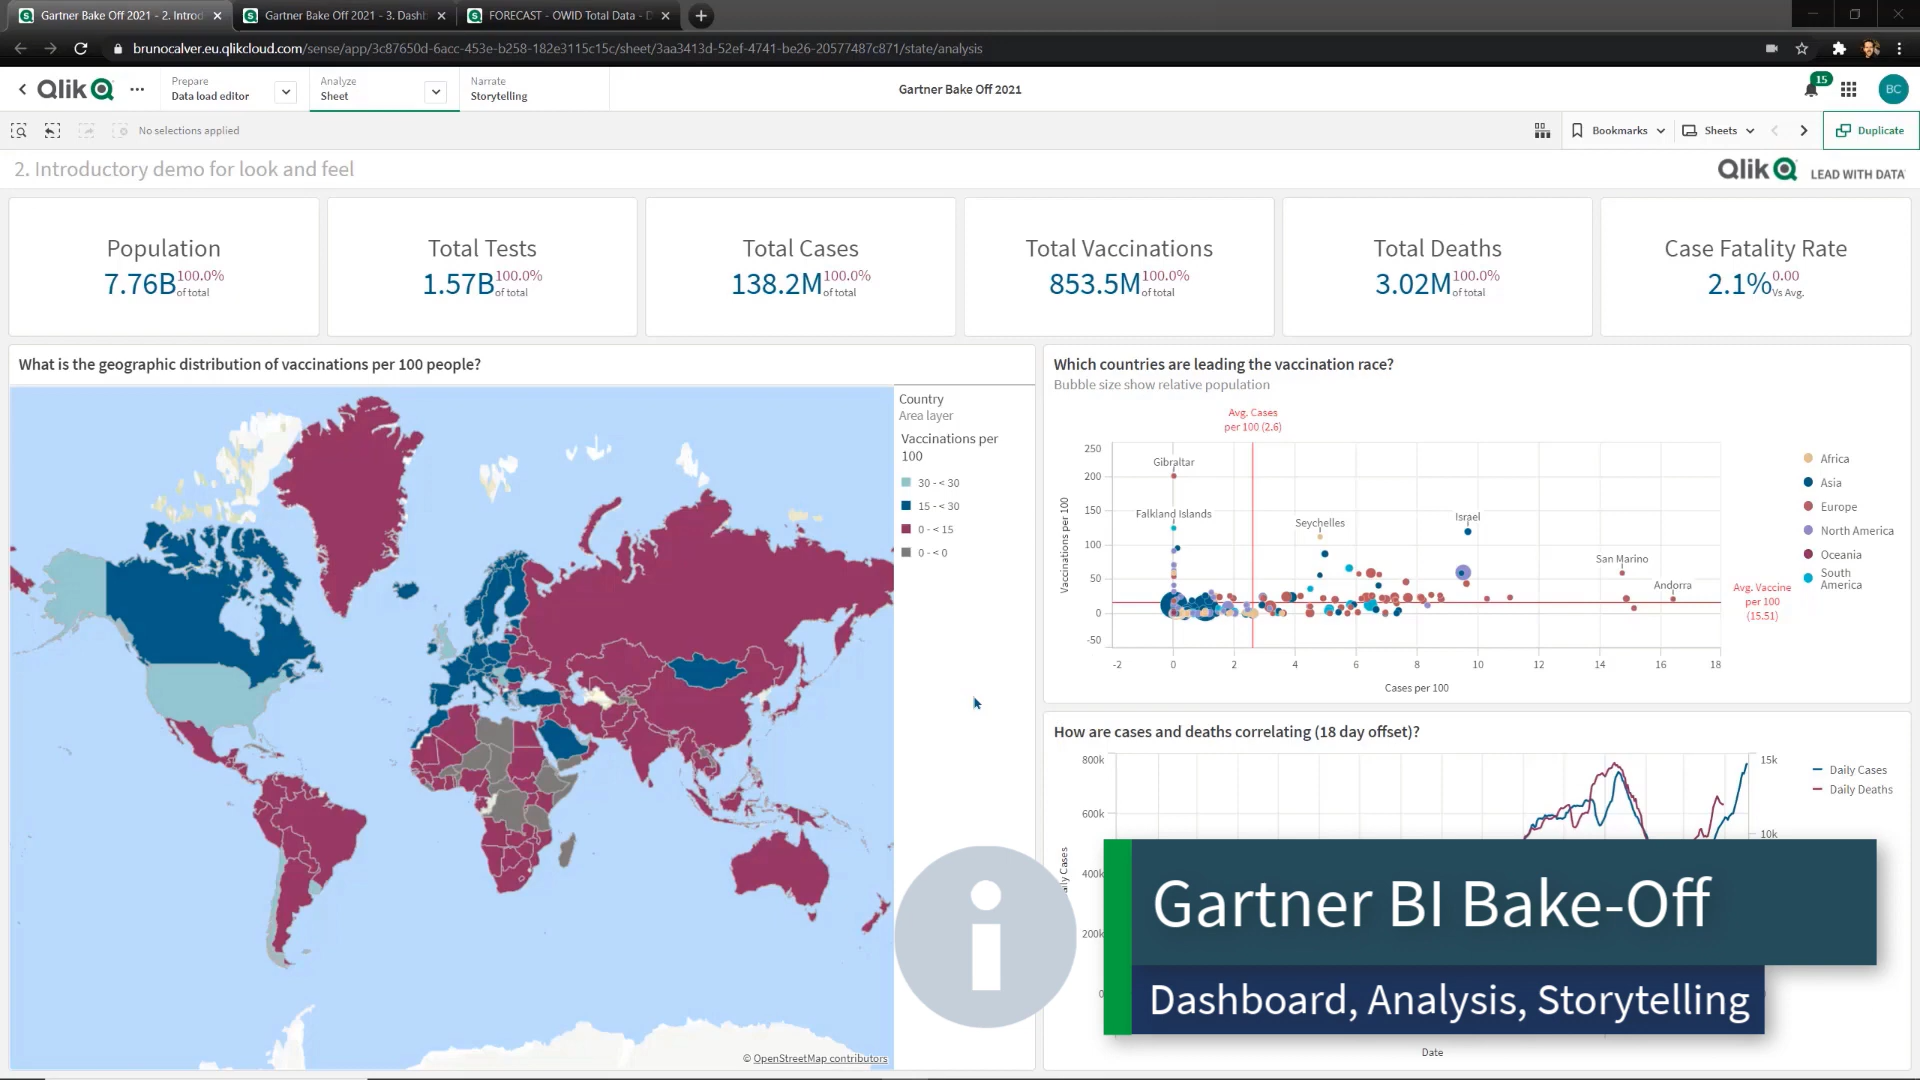 Gartner Bake Off 2021 - 2. Introd
Gartner Bake Off 2021 - 3. Dashb
FORECAST - OWID Total Data - D
brunocalver.eu.qlikcloud.com/sense/app/3c87650d-6acc-453e-b258-182e3115c15c/sheet/3aa3413d-52ef-4741-be26-20577487c871/state/analysis
Qlik
Prepare
Data load editor
Analyze
Sheet
Narrate
Storytelling
Gartner Bake Off 2021
15
BC
No selections applied
Bookmarks
Sheets
Duplicate
2. Introductory demo for look and feel
Qlik LEAD WITH DATA
Population
7.76B 100.0% of total
Total Tests
1.57B 100.0% of total
Total Cases
138.2M 100.0% of total
Total Vaccinations
853.5M 100.0% of total
Total Deaths
3.02M 100.0% of total
Case Fatality Rate
2.1% 0.00 Vs Avg.
What is the geographic distribution of vaccinations per 100 people?
Country
Area layer
Vaccinations per
100
30 - < 30
15 - < 30
0 - < 15
0 - < 0
© OpenStreetMap contributors
Which countries are leading the vaccination race?
Bubble size show relative population
Avg. Cases
per 100 (2.6)
Vaccinations per 100
250
200
150
100
50
0
-50
Gibraltar
Falkland Islands
Seychelles
Israel
San Marino
Andorra
Avg. Vaccine
per 100
(15.51)
-2 0 2 4 6 8 10 12 14 16 18
Cases per 100
Africa
Asia
Europe
North America
Oceania
South
America
How are cases and deaths correlating (18 day offset)?
800k
600k
400k
200k
0
15k
10k
ily Cases
Daily Cases
Daily Deaths
Date
Gartner BI Bake-Off
Dashboard, Analysis, Storytelling